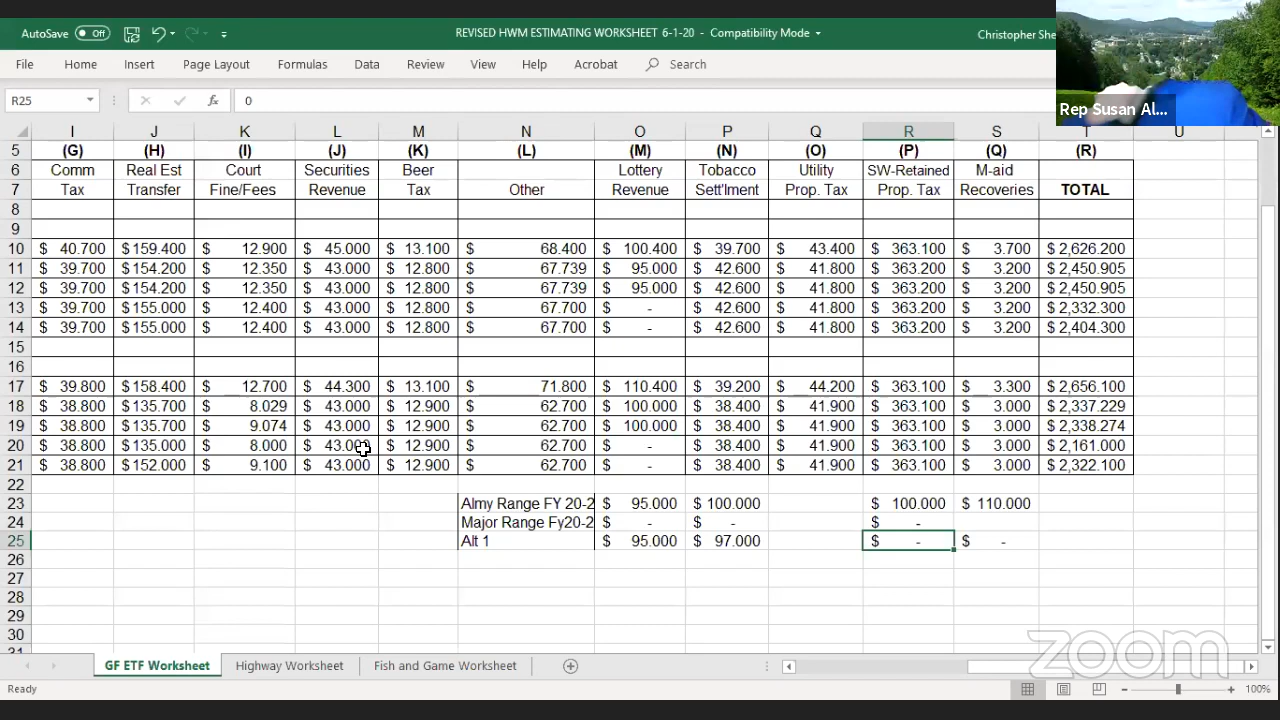 AutoSave Off REVISED HWM ESTIMATING WORKSHEET 6-1-20 - Compatibility Mode Christopher She
File Home Insert Page Layout Formulas Data Review View Help Acrobat Search
Rep Susan Al...
R25 fx 0
I J K L M N O P Q R S T U
5 (G) (H) (I) (J) (K) (L) (M) (N) (O) (P) (Q) (R)
6 Comm Real Est Court Securities Beer Lottery Tobacco Utility SW-Retained M-aid
7 Tax Transfer Fine/Fees Revenue Tax Other Revenue Sett'lment Prop. Tax Prop. Tax Recoveries TOTAL
8
9
10 $ 40.700 $159.400 $ 12.900 $ 45.000 $ 13.100 $ 68.400 $ 100.400 $ 39.700 $ 43.400 $ 363.100 $ 3.700 $ 2,626.200
11 $ 39.700 $154.200 $ 12.350 $ 43.000 $ 12.800 $ 67.739 $ 95.000 $ 42.600 $ 41.800 $ 363.200 $ 3.200 $ 2,450.905
12 $ 39.700 $154.200 $ 12.350 $ 43.000 $ 12.800 $ 67.739 $ 95.000 $ 42.600 $ 41.800 $ 363.200 $ 3.200 $ 2,450.905
13 $ 39.700 $155.000 $ 12.400 $ 43.000 $ 12.800 $ 67.700 $ - $ 42.600 $ 41.800 $ 363.200 $ 3.200 $ 2,332.300
14 $ 39.700 $155.000 $ 12.400 $ 43.000 $ 12.800 $ 67.700 $ - $ 42.600 $ 41.800 $ 363.200 $ 3.200 $ 2,404.300
15
16
17 $ 39.800 $158.400 $ 12.700 $ 44.300 $ 13.100 $ 71.800 $ 110.400 $ 39.200 $ 44.200 $ 363.100 $ 3.300 $ 2,656.100
18 $ 38.800 $135.700 $ 8.029 $ 43.000 $ 12.900 $ 62.700 $ 100.000 $ 38.400 $ 41.900 $ 363.100 $ 3.000 $ 2,337.229
19 $ 38.800 $135.700 $ 9.074 $ 43.000 $ 12.900 $ 62.700 $ 100.000 $ 38.400 $ 41.900 $ 363.100 $ 3.000 $ 2,338.274
20 $ 38.800 $135.000 $ 8.000 $ 43.000 $ 12.900 $ 62.700 $ - $ 38.400 $ 41.900 $ 363.100 $ 3.000 $ 2,161.000
21 $ 38.800 $152.000 $ 9.100 $ 43.000 $ 12.900 $ 62.700 $ - $ 38.400 $ 41.900 $ 363.100 $ 3.000 $ 2,322.100
22
23 Almy Range FY 20-2 $ 95.000 $ 100.000 $ 100.000 $ 110.000
24 Major Range Fy20-2 $ - $ - $ -
25 Alt 1 $ 95.000 $ 97.000 $ - $ -
26
27
28
29
30
31
zoom
GF ETF Worksheet Highway Worksheet Fish and Game Worksheet
Ready 100%